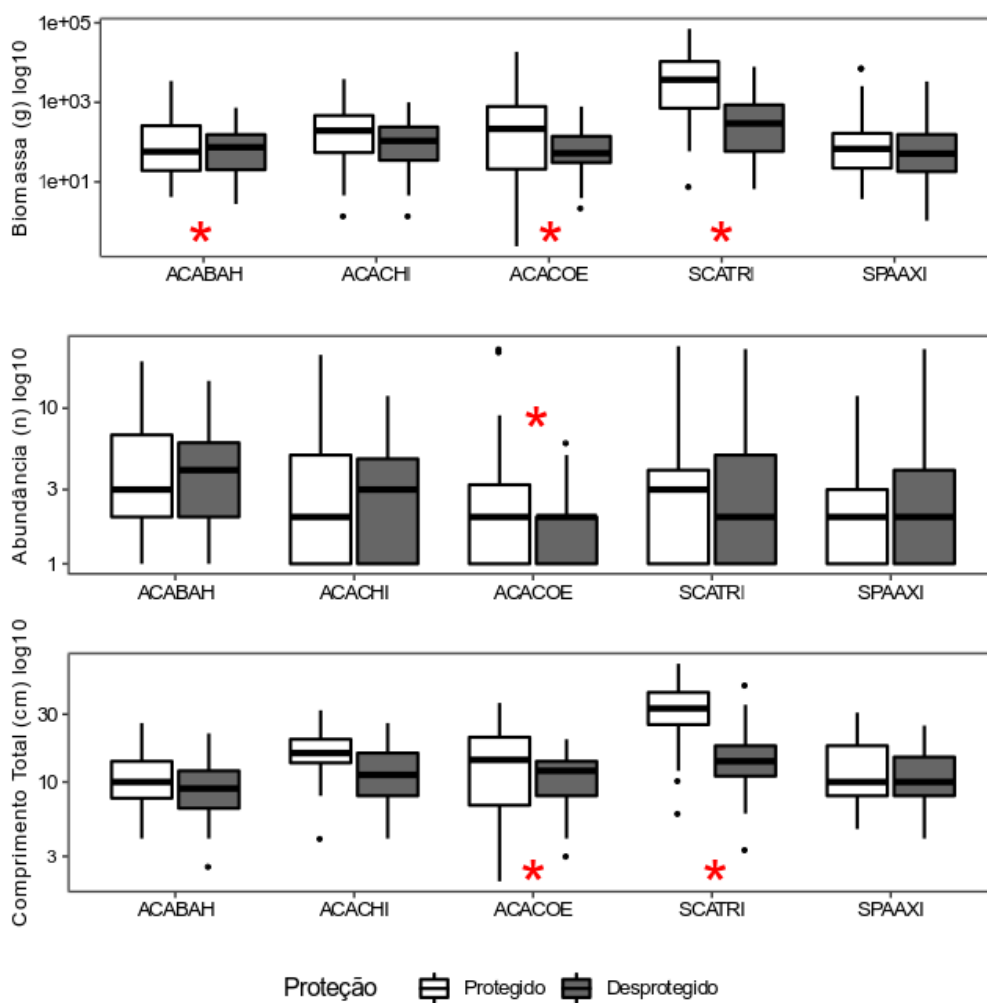 Biomassa (g) log10
1e+05
1e+03
1e+01
*
*
*
ACABAH ACACHI ACACOE SCATRI SPAAXI
Abundância (n) log10
10
3
1
*
ACABAH ACACHI ACACOE SCATRI SPAAXI
Comprimento Total (cm) log10
30
10
3
*
*
ACABAH ACACHI ACACOE SCATRI SPAAXI
Proteção Protegido Desprotegido